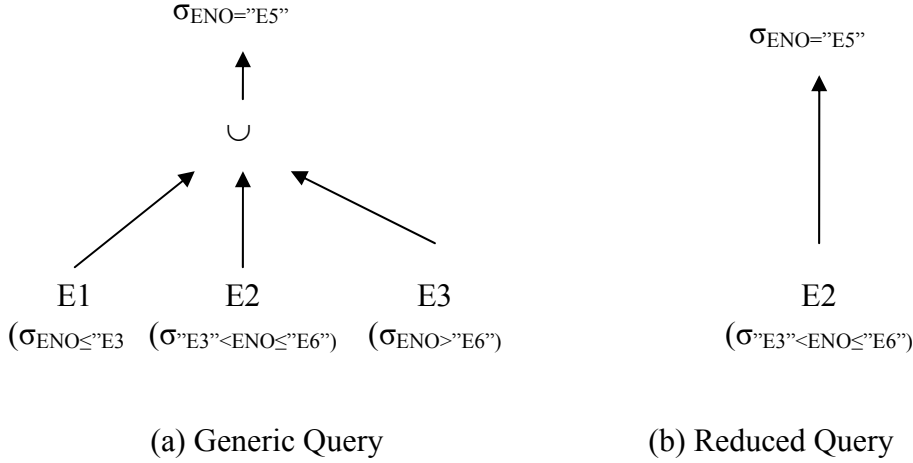 σENO=”E5”
∪
E1 E2 E3
(σENO≤”E3 (σ”E3”<ENO≤”E6”) (σENO>”E6”)
(a) Generic Query
σENO=”E5”
E2
(σ”E3”<ENO≤”E6”)
(b) Reduced Query